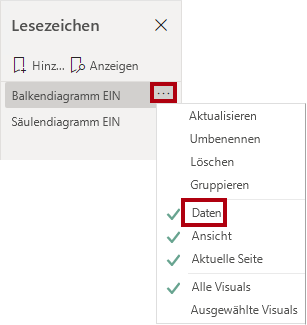 Lesezeichen
Hinz... Anzeigen
Balkendiagramm EIN ...
Säulendiagramm EIN
Aktualisieren
Umbenennen
Löschen
Gruppieren
Daten
Ansicht
Aktuelle Seite
Alle Visuals
Ausgewählte Visuals